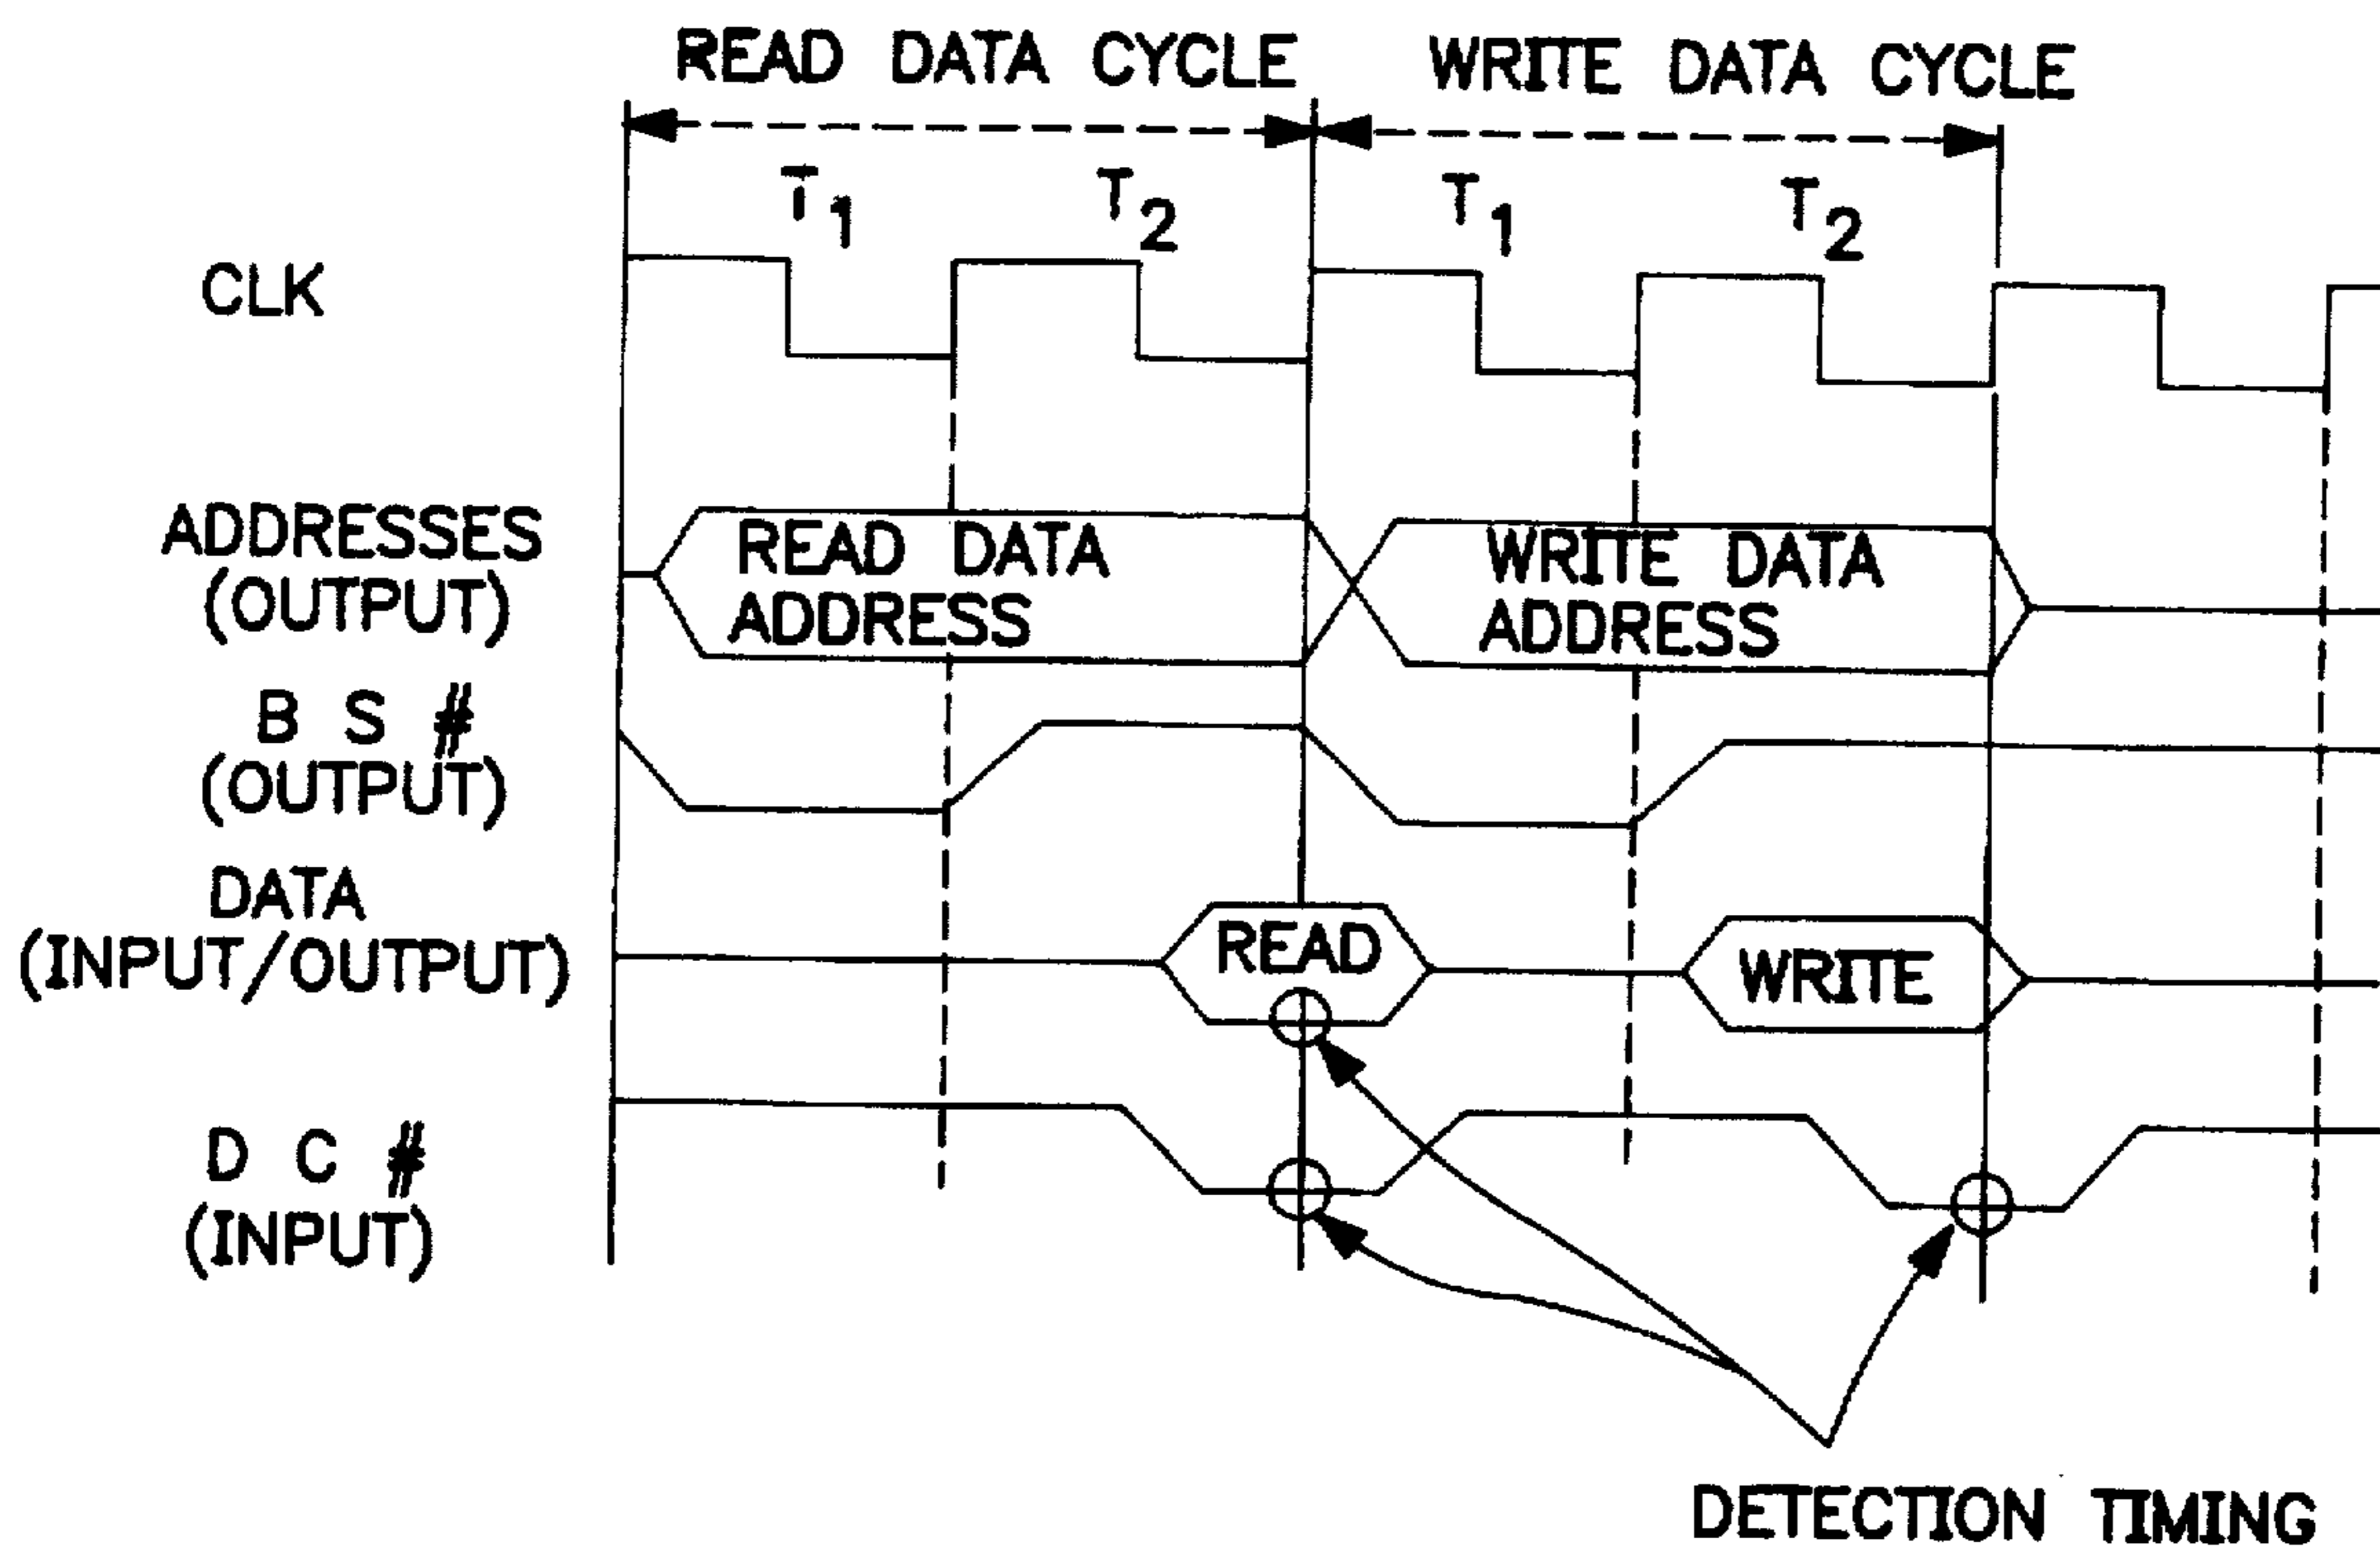 READ DATA CYCLE WRITE DATA CYCLE
T1 T2 T1 T2
CLK
ADDRESSES
(OUTPUT)
READ DATA
ADDRESS
WRITE DATA
ADDRESS
B S #
(OUTPUT)
DATA
(INPUT/OUTPUT)
READ
WRITE
D C #
(INPUT)
DETECTION TIMING